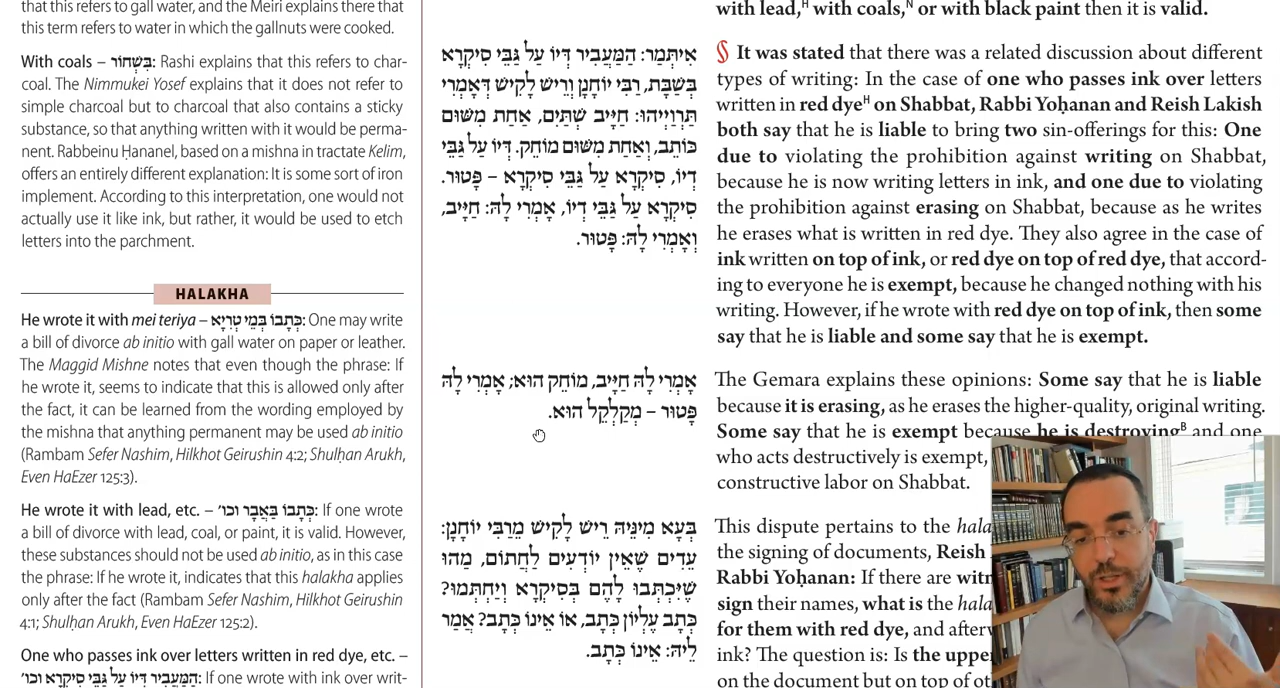 this refers to gall water, and the Meiri explains there that
this term refers to water in which the gallnuts were cooked.
With coals – בִּשְׁחוֹר: Rashi explains that this refers to char-
coal. The Nimmukei Yosef explains that it does not refer to
simple charcoal but to charcoal that also contains a sticky
substance, so that anything written with it would be perma-
nent. Rabbeinu Ḥananel, based on a mishna in tractate Kelim,
offers an entirely different explanation: It is some sort of iron
implement. According to this interpretation, one would not
actually use it like ink, but rather, it would be used to etch
letters into the parchment.
HALAKHA
He wrote it with mei teriya – כְּתָבוֹ בְּמֵי טַרְיָא: One may write
a bill of divorce ab initio with gall water on paper or leather.
The Maggid Mishne notes that even though the phrase: If
he wrote it, seems to indicate that this is allowed only after
the fact, it can be learned from the wording employed by
the mishna that anything permanent may be used ab initio
(Rambam Sefer Nashim, Hilkhot Geirushin 4:2; Shulḥan Arukh,
Even HaEzer 125:3).
He wrote it with lead, etc. – כְּתָבוֹ בַּאֲבָר וכו׳: If one wrote
a bill of divorce with lead, coal, or paint, it is valid. However,
these substances should not be used ab initio, as in this case
the phrase: If he wrote it, indicates that this halakha applies
only after the fact (Rambam Sefer Nashim, Hilkhot Geirushin
4:1; Shulḥan Arukh, Even HaEzer 125:2).
One who passes ink over letters written in red dye, etc. –
הַמַּעֲבִיר דְּיוֹ עַל גַּבֵּי סִיקְרָא וכו׳: If one wrote with ink over writ-
אִיתְּמַר: הַמַּעֲבִיר דְּיוֹ עַל גַּבֵּי סִיקְרָא
בְּשַׁבָּת, רַבִּי יוֹחָנָן וְרֵישׁ לָקִישׁ דְּאָמְרִי
תַּרְוַיְיהוּ: חַיָּיב שְׁתַּיִם, אַחַת מִשּׁוּם
כּוֹתֵב, וְאַחַת מִשּׁוּם מוֹחֵק. דְּיוֹ עַל גַּבֵּי
דְּיוֹ, סִיקְרָא עַל גַּבֵּי סִיקְרָא – פָּטוּר.
סִיקְרָא עַל גַּבֵּי דְּיוֹ, אָמְרִי לַהּ: חַיָּיב,
וְאָמְרִי לַהּ: פָּטוּר.
אָמְרִי לַהּ חַיָּיב, מוֹחֵק הוּא; אָמְרִי לַהּ
פָּטוּר – מְקַלְקֵל הוּא.
בְּעָא מִינֵּיהּ רֵישׁ לָקִישׁ מֵרַבִּי יוֹחָנָן:
עֵדִים שֶׁאֵין יוֹדְעִים לַחְתּוֹם, מַהוּ
שֶׁיִּכְתְּבוּ לָהֶם בְּסִיקְרָא וְיַחְתְּמוּ?
כְּתָב עֶלְיוֹן כְּתָב, אוֹ אֵינוֹ כְּתָב? אֲמַר
לֵיהּ: אֵינוֹ כְּתָב.
with lead,ᴴ with coals,ᴺ or with black paint then it is valid.
§ It was stated that there was a related discussion about different
types of writing: In the case of one who passes ink over letters
written in red dyeᴴ on Shabbat, Rabbi Yoḥanan and Reish Lakish
both say that he is liable to bring two sin-offerings for this: One
due to violating the prohibition against writing on Shabbat,
because he is now writing letters in ink, and one due to violating
the prohibition against erasing on Shabbat, because as he writes
he erases what is written in red dye. They also agree in the case of
ink written on top of ink, or red dye on top of red dye, that accord-
ing to everyone he is exempt, because he changed nothing with his
writing. However, if he wrote with red dye on top of ink, then some
say that he is liable and some say that he is exempt.
The Gemara explains these opinions: Some say that he is liable
because it is erasing, as he erases the higher-quality, original writing.
Some say that he is exempt because he is destroyingᴮ and one
who acts destructively is exempt,
constructive labor on Shabbat.
This dispute pertains to the
the signing of documents, Reish
Rabbi Yoḥanan: If there are
sign their names, what is the
for them with red dye, and
ink? The question is: Is the
on the document but on top of